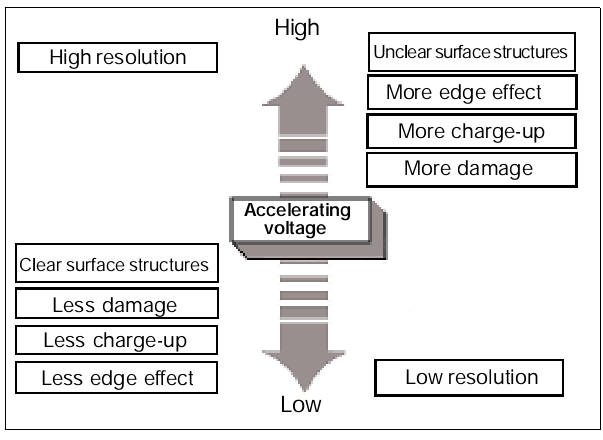 High
High resolution
Unclear surface structures
More edge effect
More charge-up
More damage
Accelerating
voltage
Clear surface structures
Less damage
Less charge-up
Less edge effect
Low resolution
Low